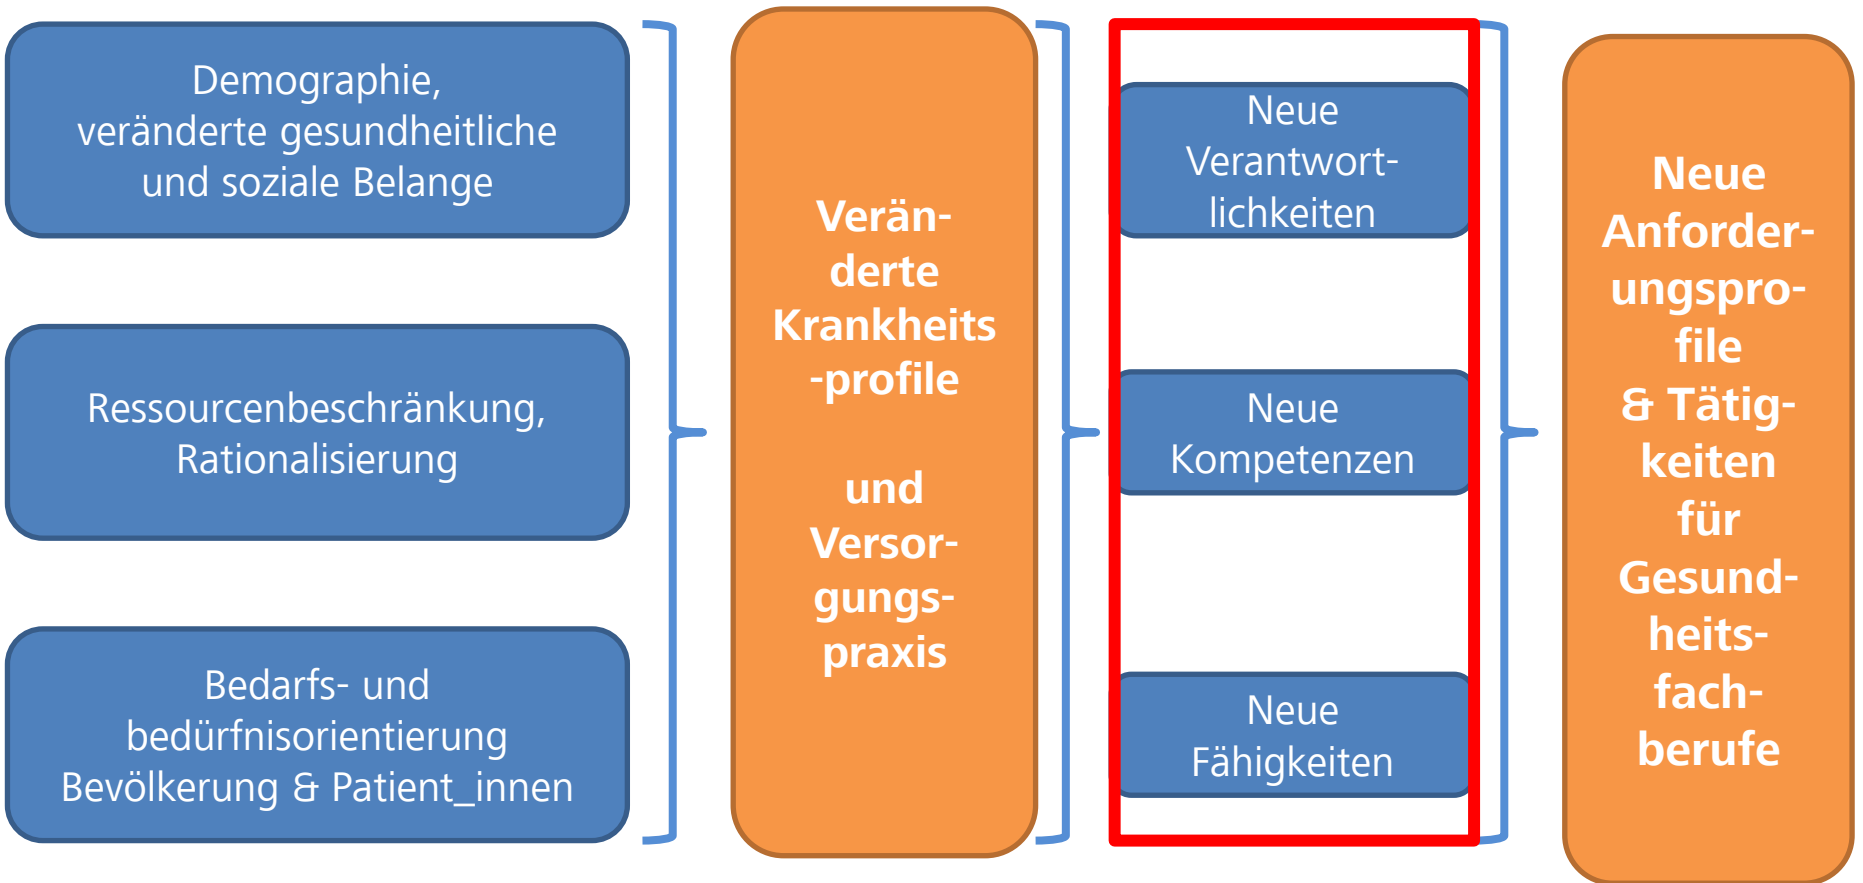 Demographie,
veränderte gesundheitliche
und soziale Belange
Ressourcenbeschränkung,
Rationalisierung
Bedarfs- und
bedürfnisorientierung
Bevölkerung & Patient_innen
Verän-
derte
Krankheits
-profile
und
Versor-
gungs-
praxis
Neue
Verantwort-
lichkeiten
Neue
Kompetenzen
Neue
Fähigkeiten
Neue
Anforder-
ungspro-
file
& Tätig-
keiten
für
Gesund-
heits-
fach-
berufe